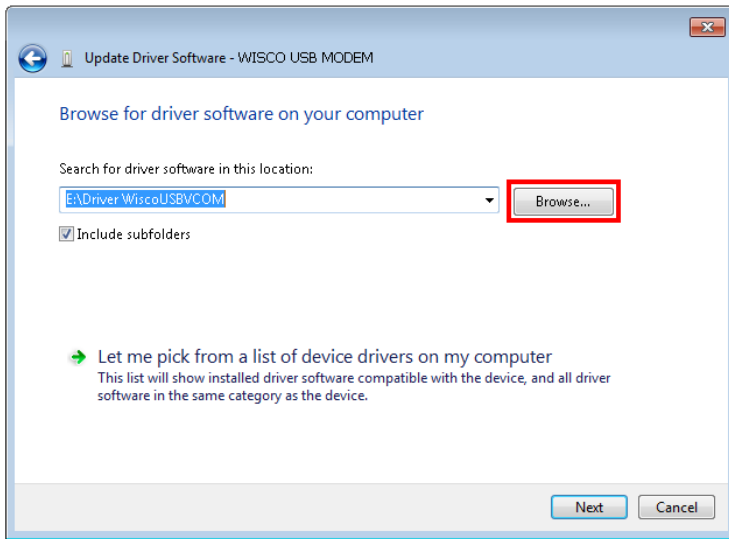 Update Driver Software - WISCO USB MODEM
Browse for driver software on your computer
Search for driver software in this location:
E:\Driver WiscoUSBVCOM
Browse...
Include subfolders
Let me pick from a list of device drivers on my computer
This list will show installed driver software compatible with the device, and all driver
software in the same category as the device.
Next
Cancel